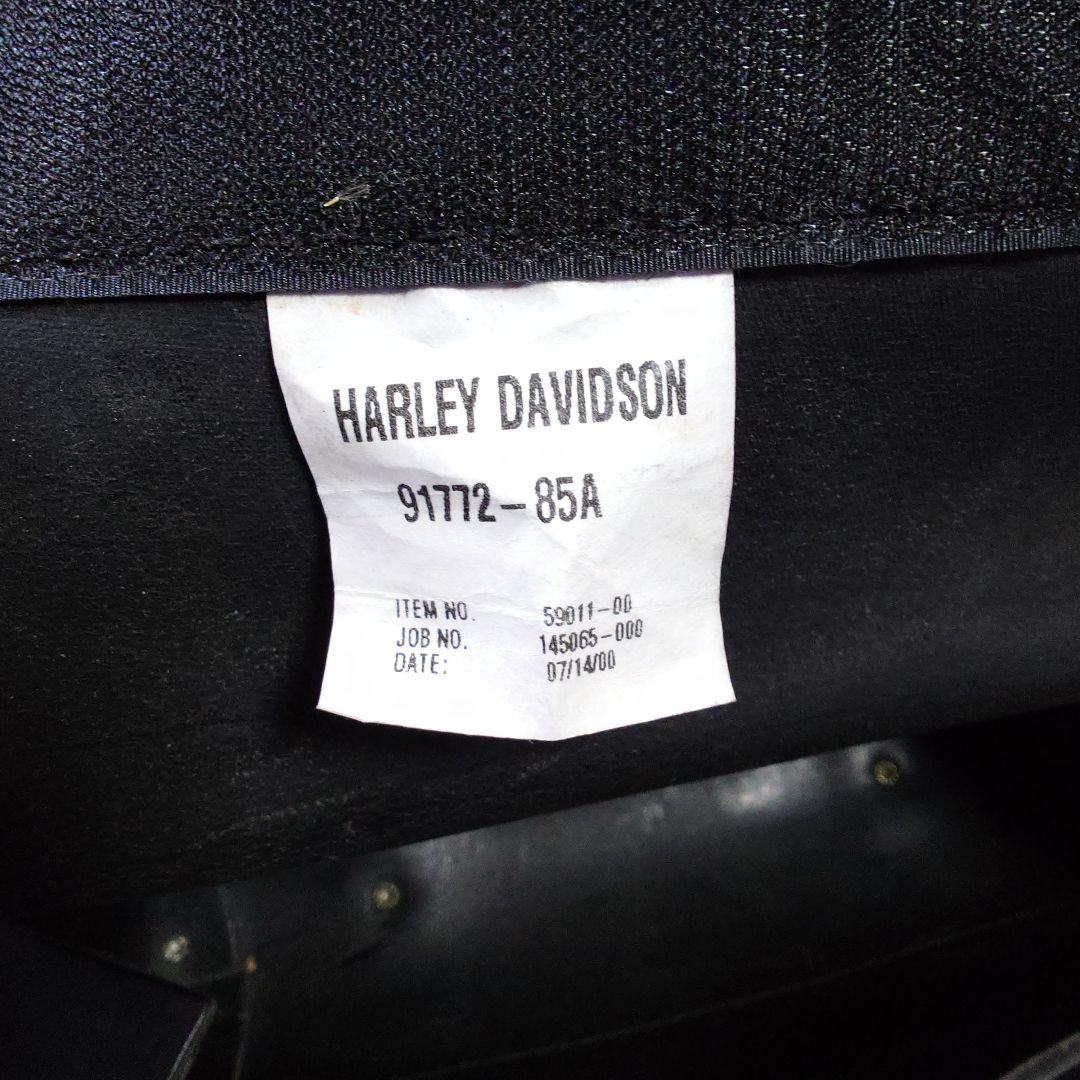 HARLEY DAVIDSON
91772-85A
ITEM NO. 59011-00
JOB NO. 145065-000
DATE: 07/14/00